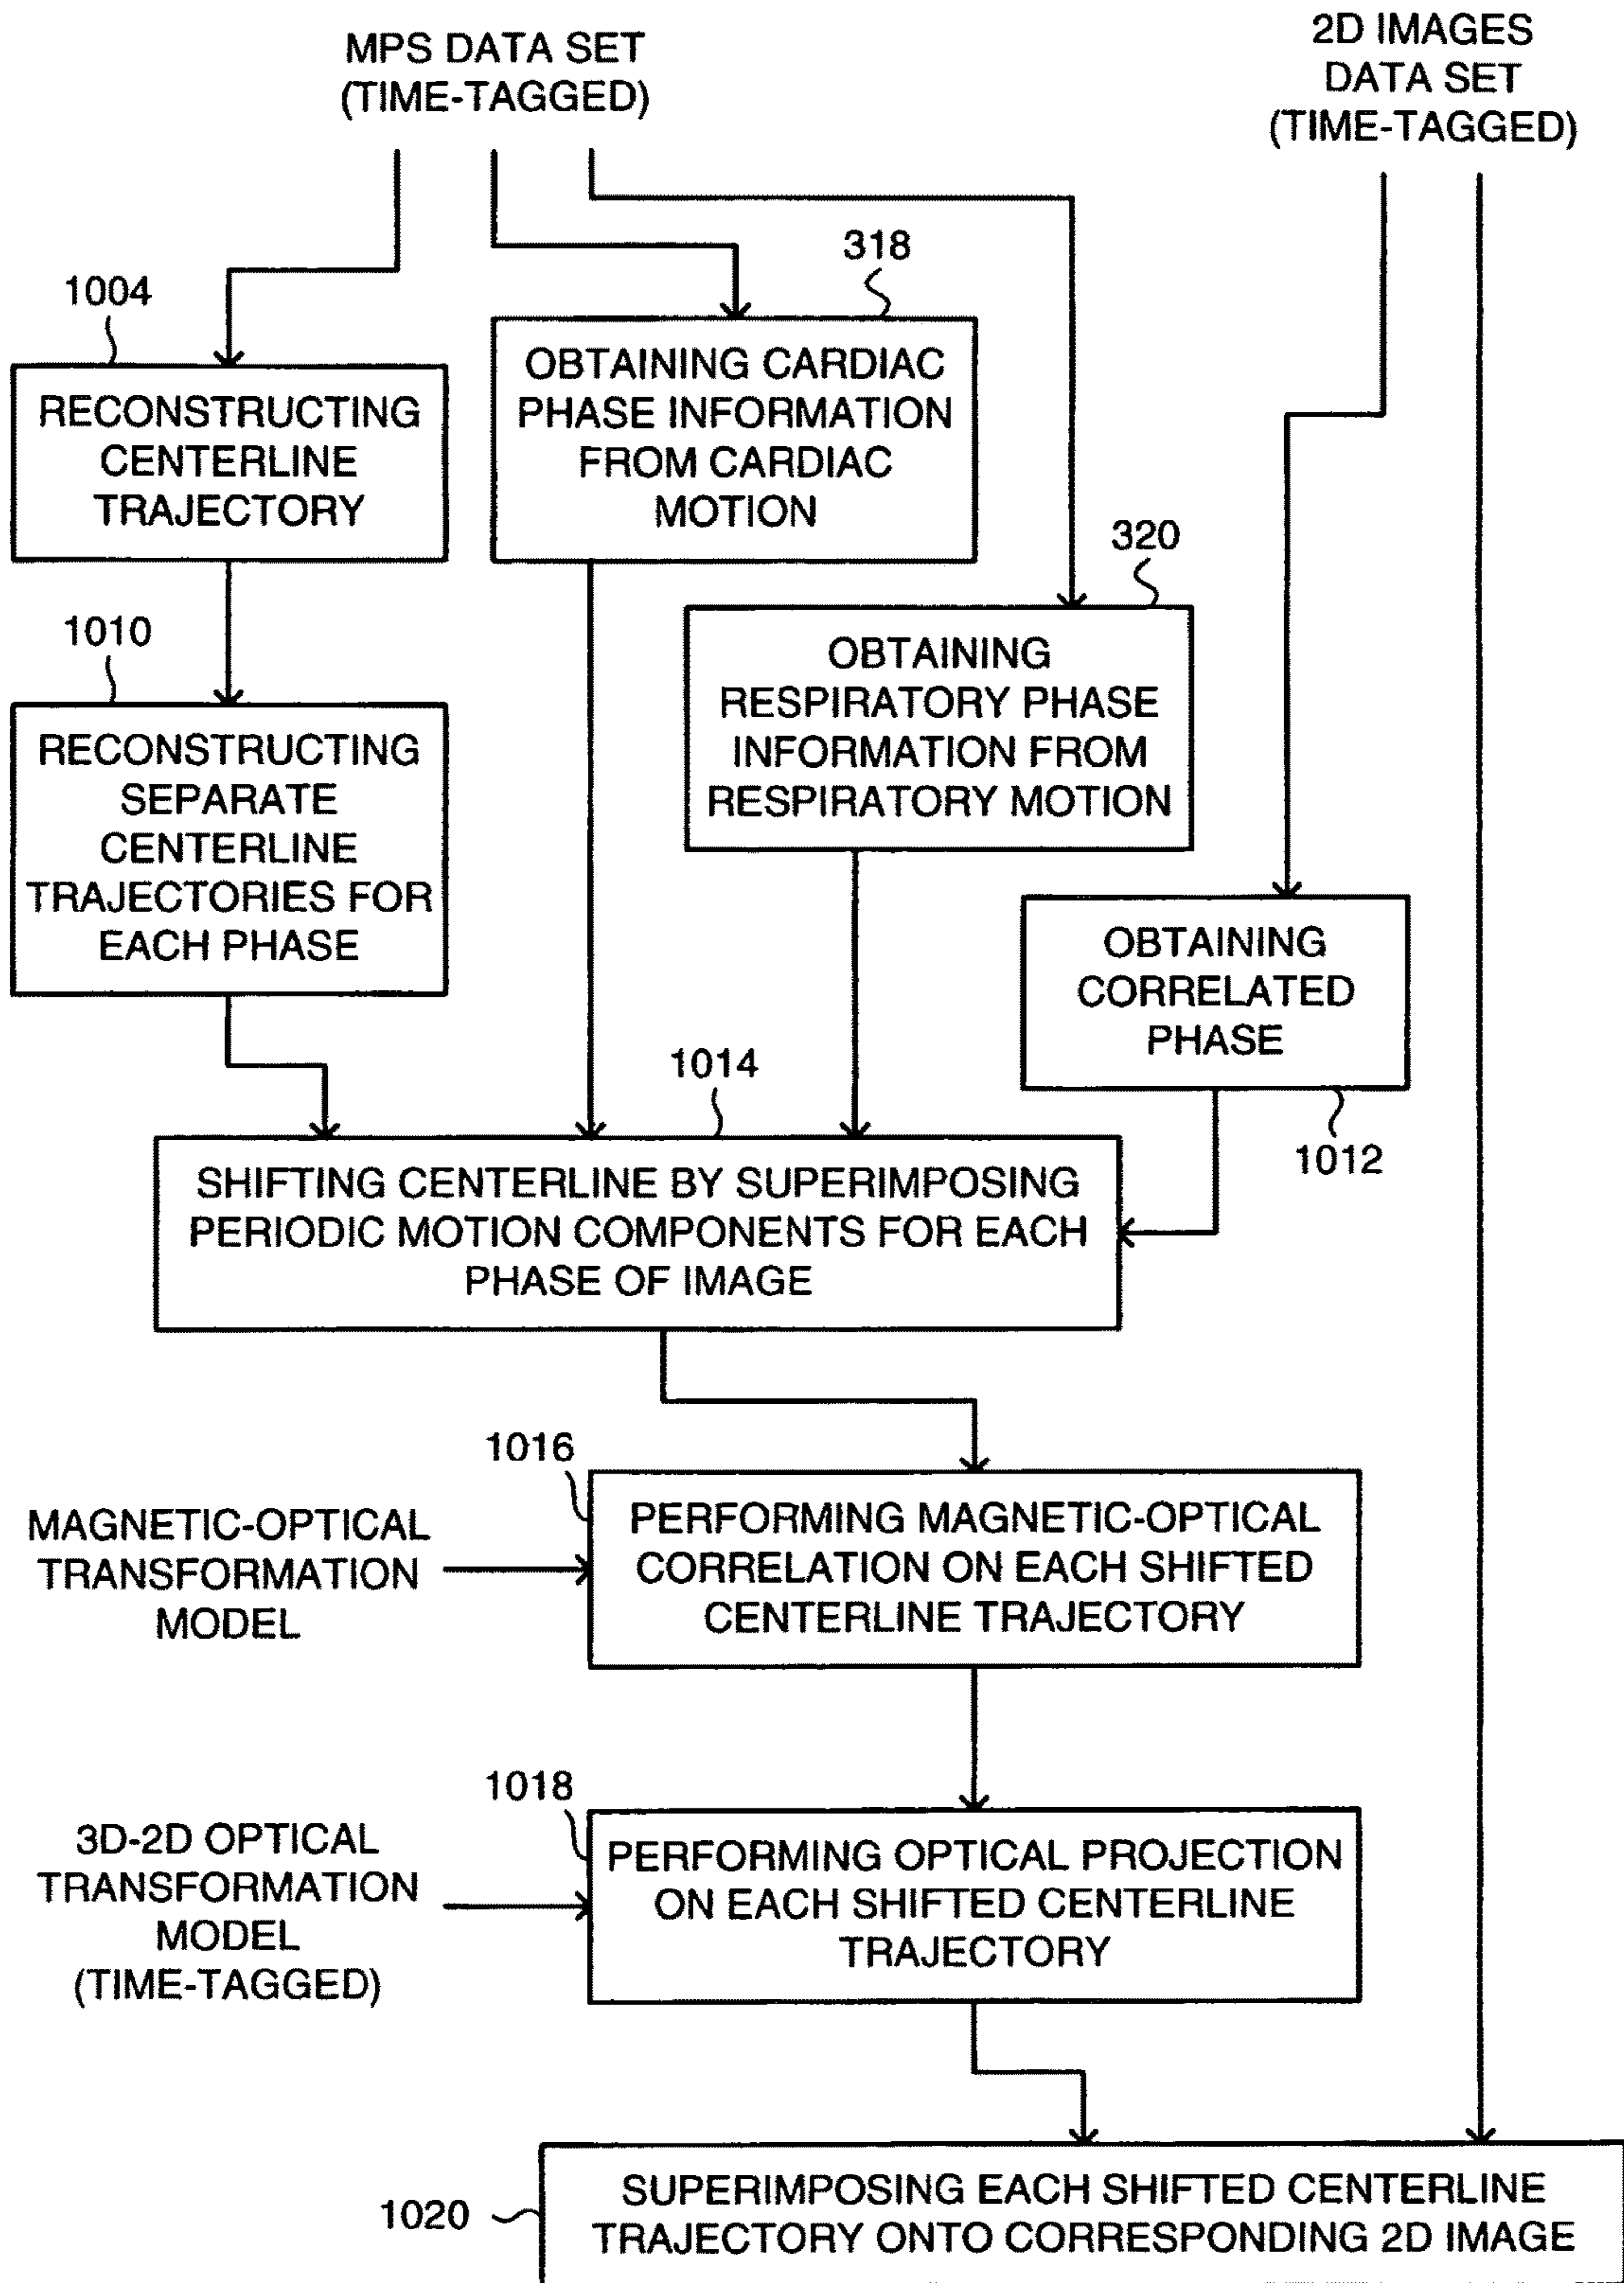 MPS DATA SET
(TIME-TAGGED)
2D IMAGES
DATA SET
(TIME-TAGGED)
318
1004
OBTAINING CARDIAC
PHASE INFORMATION
FROM CARDIAC
MOTION
RECONSTRUCTING
CENTERLINE
TRAJECTORY
320
1010
OBTAINING
RESPIRATORY PHASE
INFORMATION FROM
RESPIRATORY MOTION
RECONSTRUCTING
SEPARATE
CENTERLINE
TRAJECTORIES FOR
EACH PHASE
OBTAINING
CORRELATED
PHASE
1014
1012
SHIFTING CENTERLINE BY SUPERIMPOSING
PERIODIC MOTION COMPONENTS FOR EACH
PHASE OF IMAGE
1016
MAGNETIC-OPTICAL
TRANSFORMATION
MODEL
PERFORMING MAGNETIC-OPTICAL
CORRELATION ON EACH SHIFTED
CENTERLINE TRAJECTORY
1018
3D-2D OPTICAL
TRANSFORMATION
MODEL
(TIME-TAGGED)
PERFORMING OPTICAL PROJECTION
ON EACH SHIFTED CENTERLINE
TRAJECTORY
1020
SUPERIMPOSING EACH SHIFTED CENTERLINE
TRAJECTORY ONTO CORRESPONDING 2D IMAGE